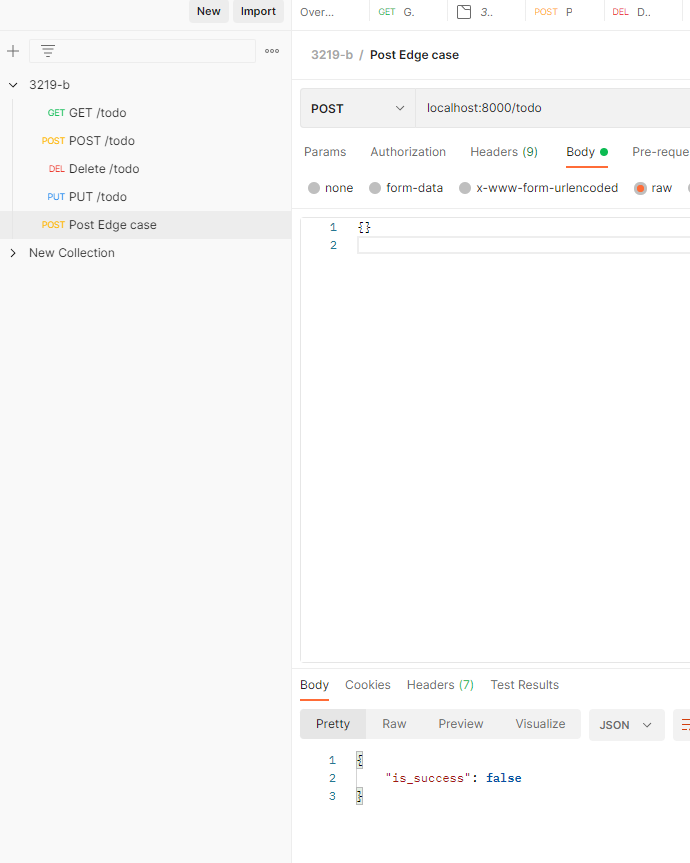 New Import
Over... GET G. 3.. POST P DEL D..
3219-b / Post Edge case
3219-b
GET GET /todo
POST POST /todo
DEL Delete /todo
PUT PUT /todo
POST Post Edge case
New Collection
POST localhost:8000/todo
Params Authorization Headers (9) Body Pre-reque
none form-data x-www-form-urlencoded raw
1 {}
2
Body Cookies Headers (7) Test Results
Pretty Raw Preview Visualize JSON
1 {
2 "is_success": false
3 }